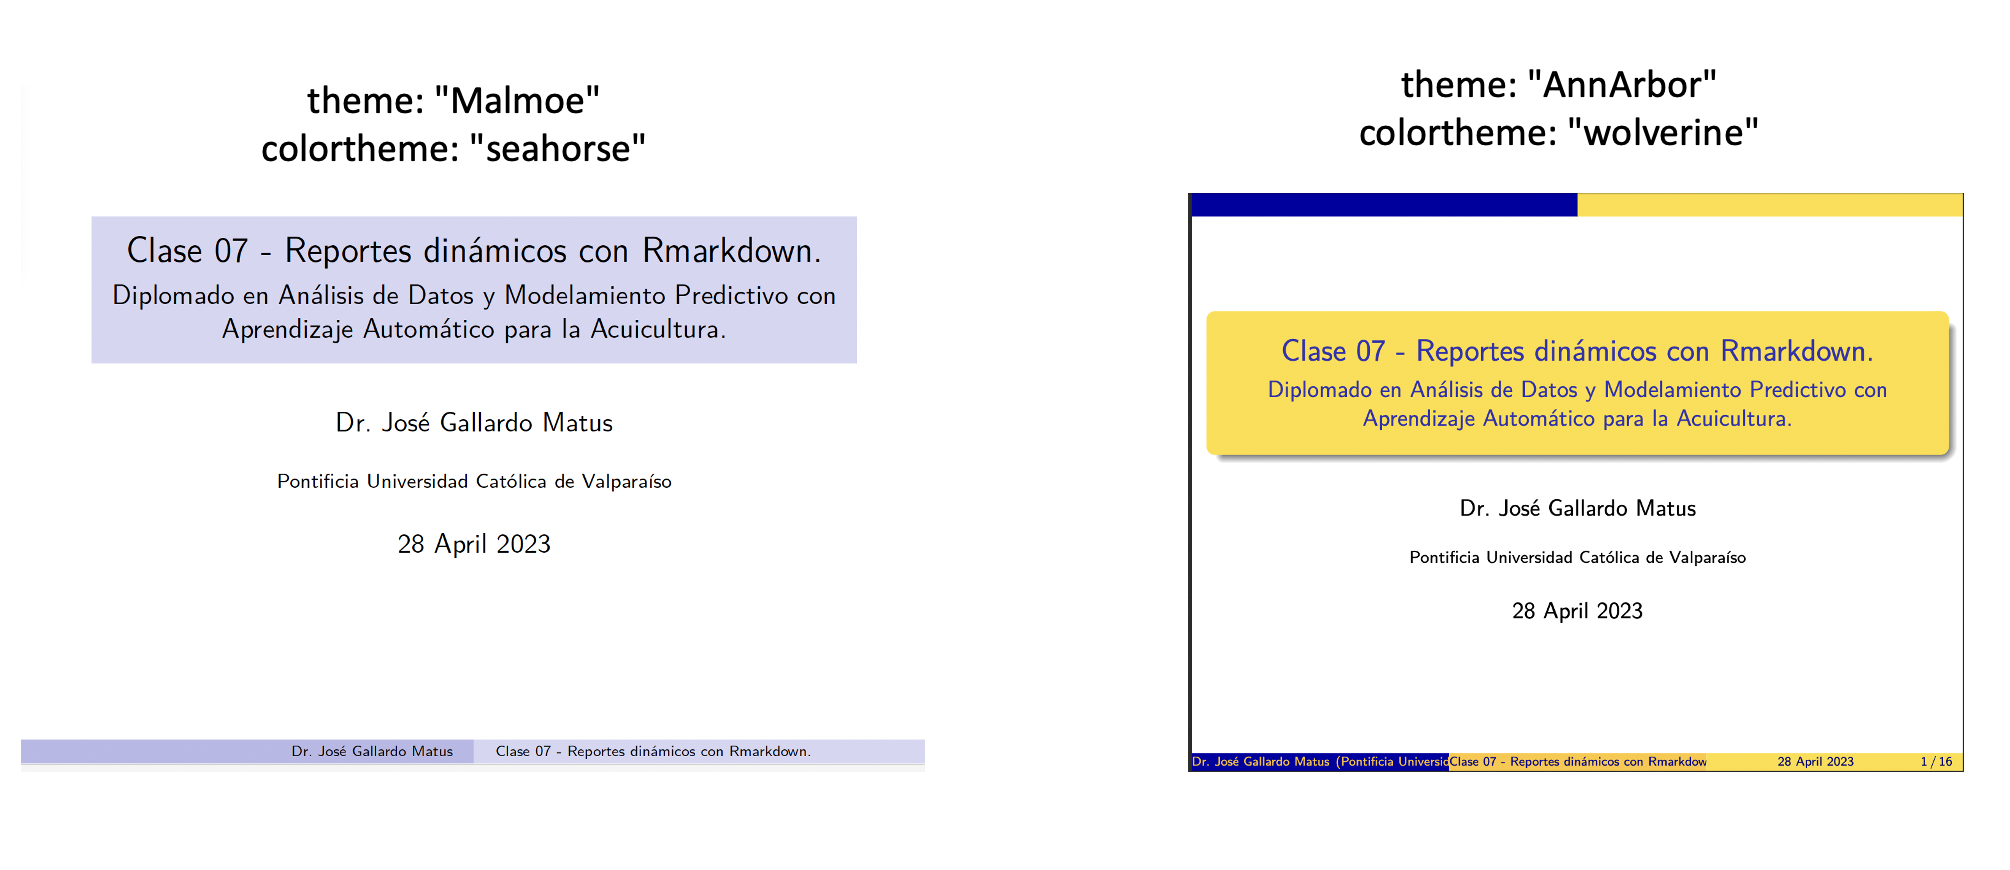 theme: "Malmoe"
colortheme: "seahorse"
Clase 07 - Reportes dinámicos con Rmarkdown.
Diplomado en Análisis de Datos y Modelamiento Predictivo con
Aprendizaje Automático para la Acuicultura.
Dr. José Gallardo Matus
Pontificia Universidad Católica de Valparaíso
28 April 2023
Dr. José Gallardo Matus Clase 07 - Reportes dinámicos con Rmarkdown.
theme: "AnnArbor"
colortheme: "wolverine"
Clase 07 - Reportes dinámicos con Rmarkdown.
Diplomado en Análisis de Datos y Modelamiento Predictivo con
Aprendizaje Automático para la Acuicultura.
Dr. José Gallardo Matus
Pontificia Universidad Católica de Valparaíso
28 April 2023
Dr. José Gallardo Matus (Pontificia Universid Clase 07 - Reportes dinámicos con Rmarkdow 28 April 2023 1 / 16